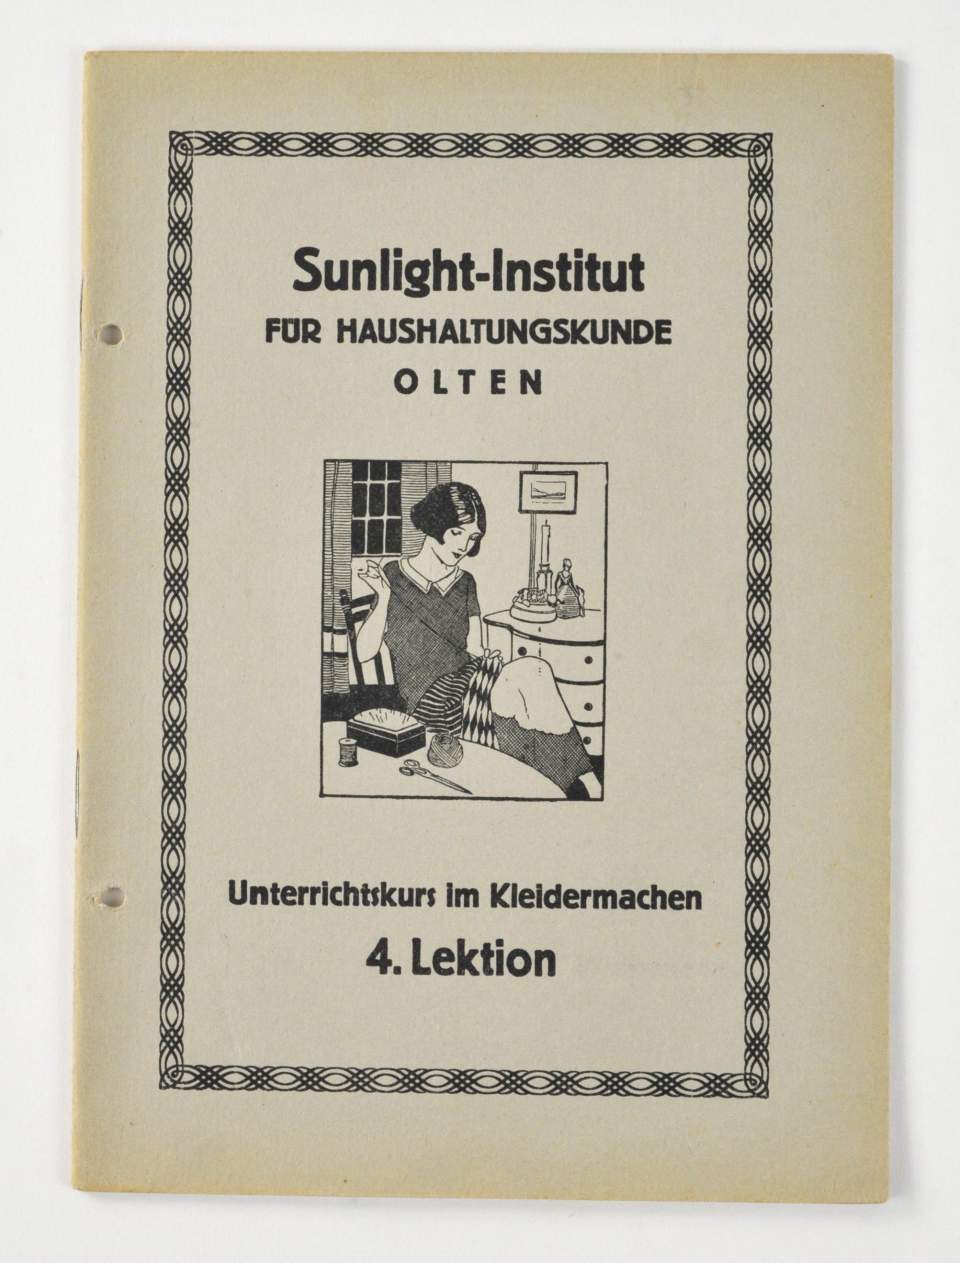 Sunlight-Institut
FÜR HAUSHALTUNGSKUNDE
OLTEN
Unterrichtskurs im Kleidermachen
4. Lektion